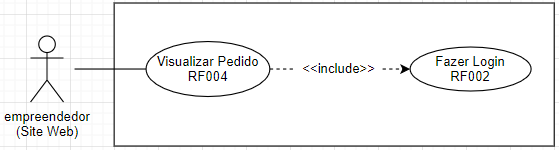 Visualizar Pedido
RF004
<<include>>
Fazer Login
RF002
empreendedor
(Site Web)